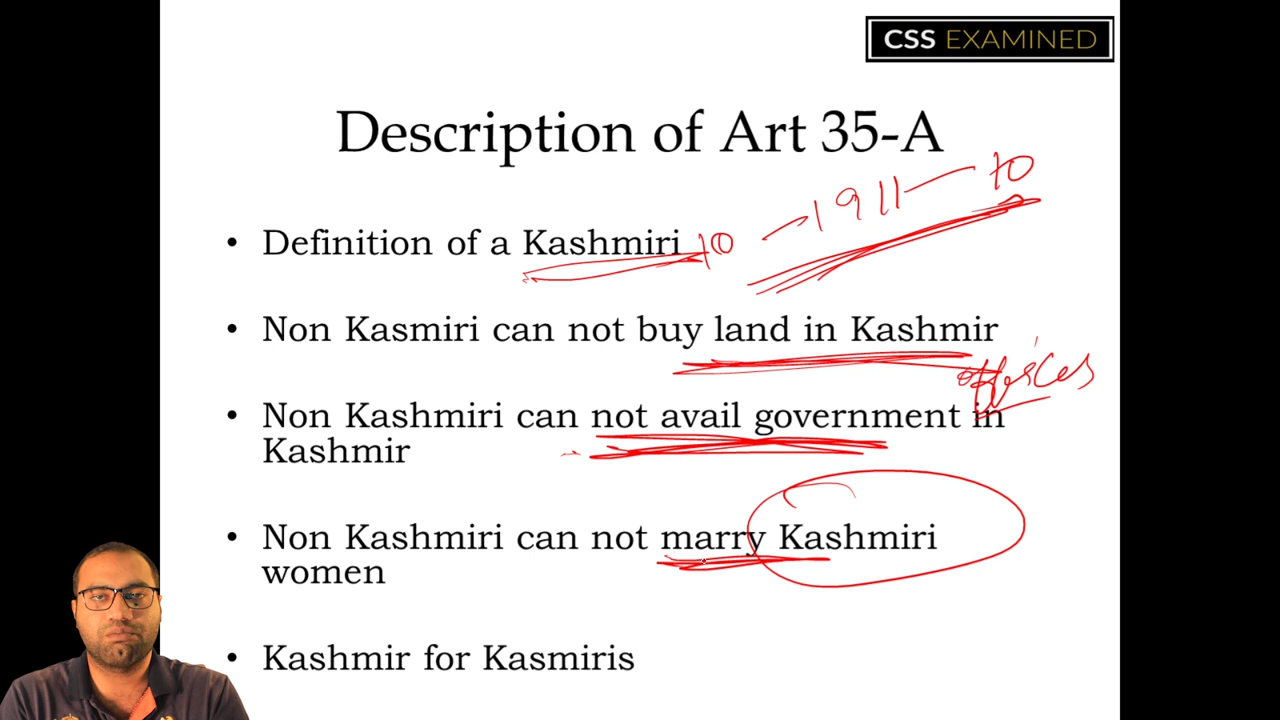 CSS EXAMINED
Description of Art 35-A
• Definition of a Kashmiri 10 → 1911 — 10
• Non Kasmiri can not buy land in Kashmir
offices
• Non Kashmiri can not avail government in
Kashmir
• Non Kashmiri can not marry Kashmiri
women
• Kashmir for Kasmiris